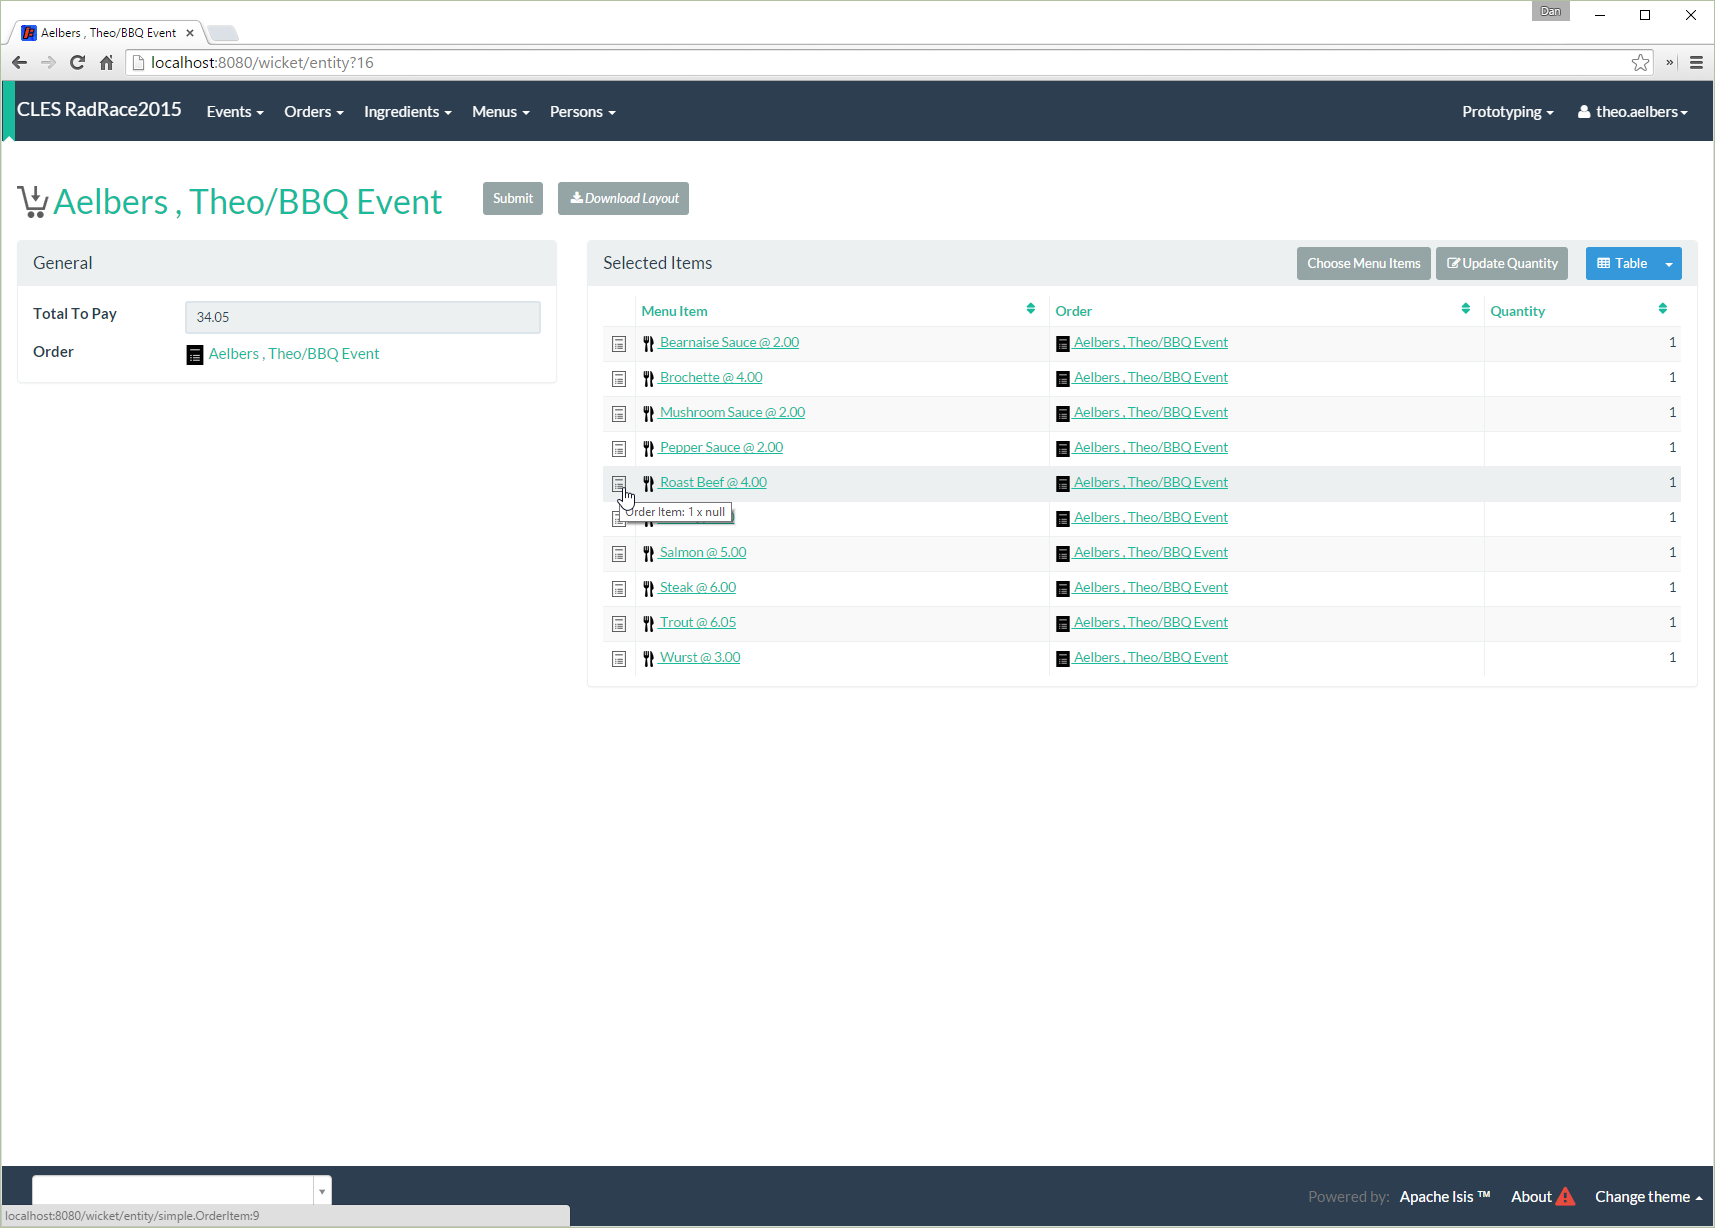 Dan
Aelbers , Theo/BBQ Event
localhost:8080/wicket/entity?16
CLES RadRace2015 Events Orders Ingredients Menus Persons Prototyping theo.aelbers
Aelbers , Theo/BBQ Event Submit Download Layout
General
Total To Pay 34.05
Order Aelbers , Theo/BBQ Event
Selected Items Choose Menu Items Update Quantity Table
Menu Item Order Quantity
Bearnaise Sauce @ 2.00 Aelbers , Theo/BBQ Event 1
Brochette @ 4.00 Aelbers , Theo/BBQ Event 1
Mushroom Sauce @ 2.00 Aelbers , Theo/BBQ Event 1
Pepper Sauce @ 2.00 Aelbers , Theo/BBQ Event 1
Roast Beef @ 4.00 Aelbers , Theo/BBQ Event 1
Order Item: 1 x null
Aelbers , Theo/BBQ Event 1
Salmon @ 5.00 Aelbers , Theo/BBQ Event 1
Steak @ 6.00 Aelbers , Theo/BBQ Event 1
Trout @ 6.05 Aelbers , Theo/BBQ Event 1
Wurst @ 3.00 Aelbers , Theo/BBQ Event 1
Powered by: Apache Isis ™ About Change theme
localhost:8080/wicket/entity/simple.OrderItem:9